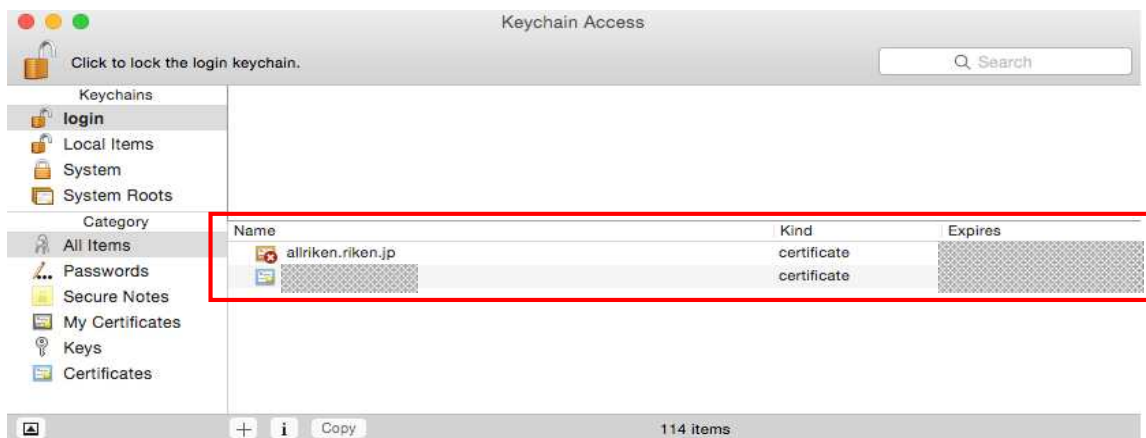 Keychain Access
Click to lock the login keychain.
Search
Keychains
login
Local Items
System
System Roots
Category
All Items
Passwords
Secure Notes
My Certificates
Keys
Certificates
Name Kind Expires
allriken.riken.jp certificate
certificate
+ i Copy 114 items